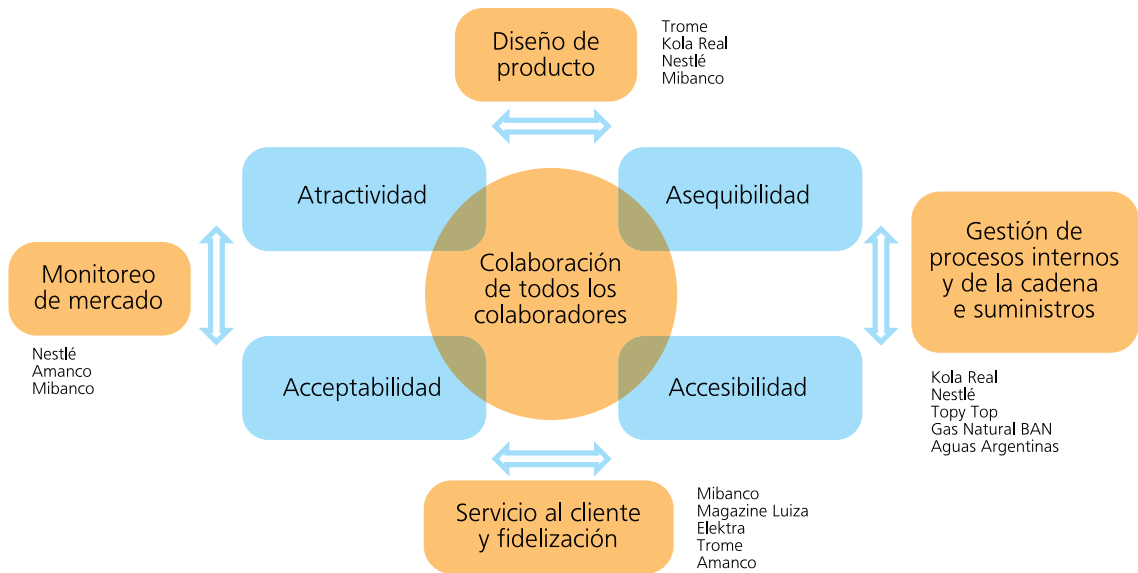 Diseño de
producto
Trome
Kola Real
Nestlé
Mibanco
Atractividad
Asequibilidad
Monitoreo
de mercado
Nestlé
Amanco
Mibanco
Colaboración
de todos los
colaboradores
Gestión de
procesos internos
y de la cadena
e suministros
Kola Real
Nestlé
Topy Top
Gas Natural BAN
Aguas Argentinas
Acceptabilidad
Accesibilidad
Servicio al cliente
y fidelización
Mibanco
Magazine Luiza
Elektra
Trome
Amanco